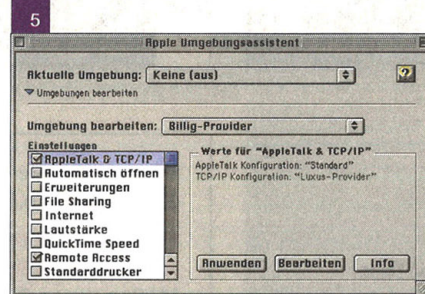 5
Apple Umgebungsassistent
Aktuelle Umgebung: Keine (aus)
Umgebungen bearbeiten
Umgebung bearbeiten: Billig-Provider
Einstellungen
AppleTalk & TCP/IP
Automatisch öffnen
Erweiterungen
File Sharing
Internet
Lautstärke
QuickTime Speed
Remote Access
Standarddrucker
Werte für "AppleTalk & TCP/IP"
AppleTalk Konfiguration: "Standard"
TCP/IP Konfiguration: "Luxus-Provider"
Anwenden Bearbeiten Info